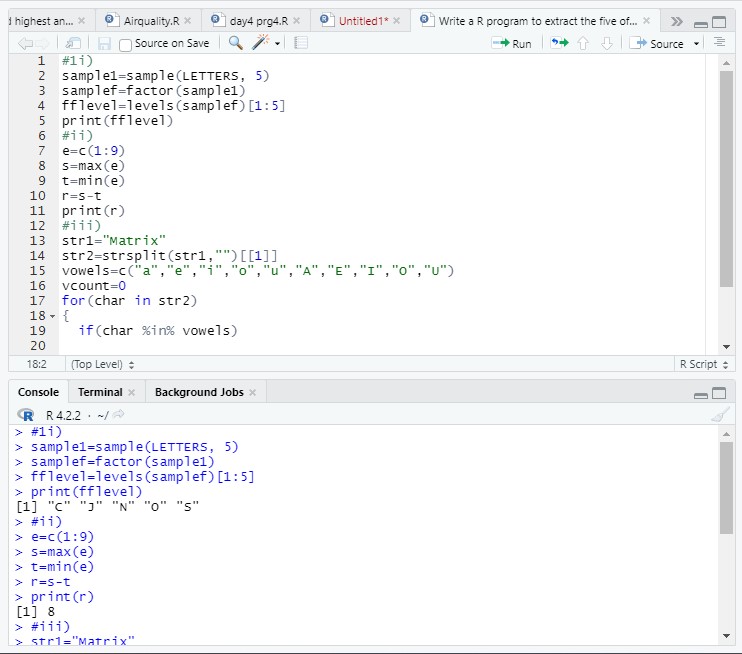 d highest an... Airquality.R day4 prg4.R Untitled1* Write a R program to extract the five of...
Source on Save Run Source
1 #1i)
2 sample1=sample(LETTERS, 5)
3 samplef=factor(sample1)
4 fflevel=levels(samplef)[1:5]
5 print(fflevel)
6 #ii)
7 e=c(1:9)
8 s=max(e)
9 t=min(e)
10 r=s-t
11 print(r)
12 #iii)
13 str1="Matrix"
14 str2=strsplit(str1,"")[[1]]
15 vowels=c("a","e","i","o","u","A","E","I","O","U")
16 vcount=0
17 for(char in str2)
18 {
19 if(char %in% vowels)
20
18:2 (Top Level) R Script
Console Terminal Background Jobs
R R 4.2.2 · ~/
> #1i)
> sample1=sample(LETTERS, 5)
> samplef=factor(sample1)
> fflevel=levels(samplef)[1:5]
> print(fflevel)
[1] "C" "J" "N" "O" "S"
> #ii)
> e=c(1:9)
> s=max(e)
> t=min(e)
> r=s-t
> print(r)
[1] 8
> #iii)
> str1="Matrix"